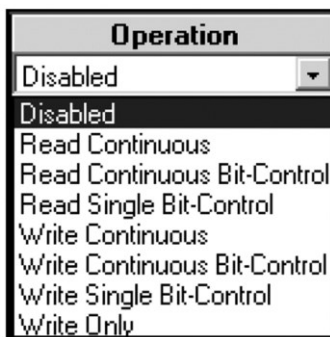 Operation
Disabled
Disabled
Read Continuous
Read Continuous Bit-Control
Read Single Bit-Control
Write Continuous
Write Continuous Bit-Control
Write Single Bit-Control
Write Only